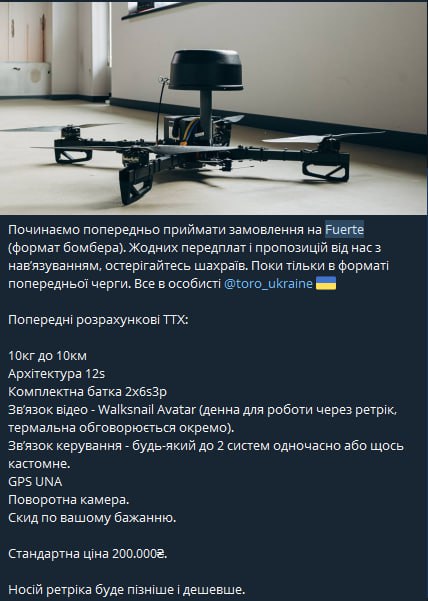 Починаємо попередньо приймати замовлення на Fuerte
(формат бомбера). Жодних передплат і пропозицій від нас з
нав’язуванням, остерігайтесь шахраїв. Поки тільки в форматі
попередньої черги. Все в особисті @toro_ukraine 🇺🇦
Попередні розрахункові ТТХ:
10кг до 10км
Архітектура 12s
Комплектна батка 2x6s3p
Зв’язок відео - Walksnail Avatar (денна для роботи через ретрік,
термальна обговорюється окремо).
Зв’язок керування - будь-який до 2 систем одночасно або щось
кастомне.
GPS UNA
Поворотна камера.
Скид по вашому бажанню.
Стандартна ціна 200.000₴.
Носій ретріка буде пізніше і дешевше.